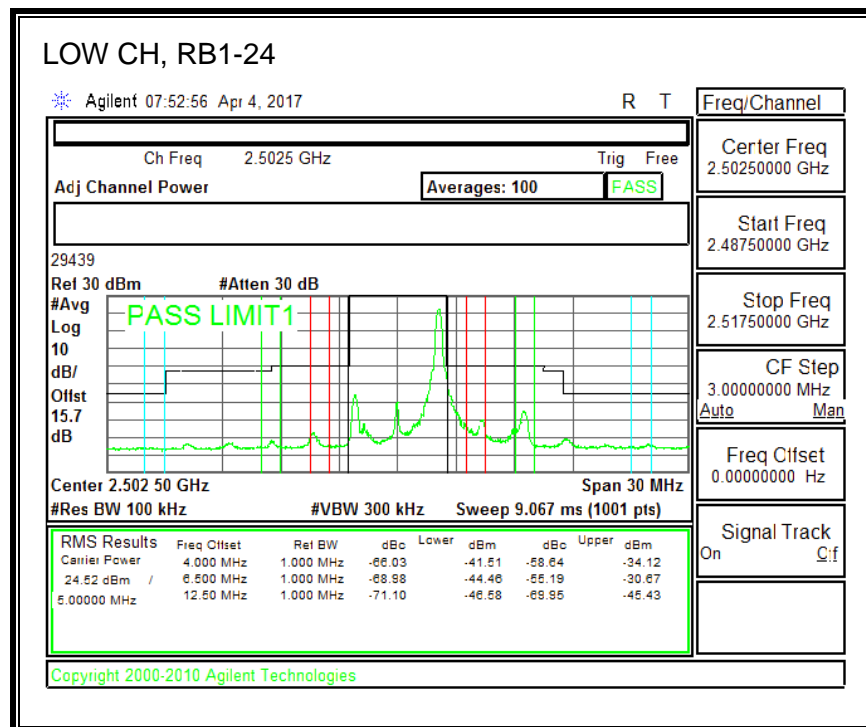 LOW CH, RB1-24
Agilent 07:52:56 Apr 4, 2017 R T
Freq/Channel
Ch Freq 2.5025 GHz Trig Free
Adj Channel Power Averages: 100 PASS
29439
Ref 30 dBm #Atten 30 dB
#Avg
Log
10
dB/
Offst
15.7
dB
PASS LIMIT1
Center 2.502 50 GHz Span 30 MHz
#Res BW 100 kHz #VBW 300 kHz Sweep 9.067 ms (1001 pts)
RMS Results Freq Offset Ref BW dBc Lower dBm dBc Upper dBm
Carrier Power 4.000 MHz 1.000 MHz -66.03 -41.51 -58.64 -34.12
24.52 dBm / 6.500 MHz 1.000 MHz -68.98 -44.46 -55.19 -30.67
5.00000 MHz 12.50 MHz 1.000 MHz -71.10 -46.58 -69.95 -45.43
Center Freq
2.50250000 GHz
Start Freq
2.48750000 GHz
Stop Freq
2.51750000 GHz
CF Step
3.00000000 MHz
Auto Man
Freq Offset
0.00000000 Hz
Signal Track
On Off
Copyright 2000-2010 Agilent Technologies